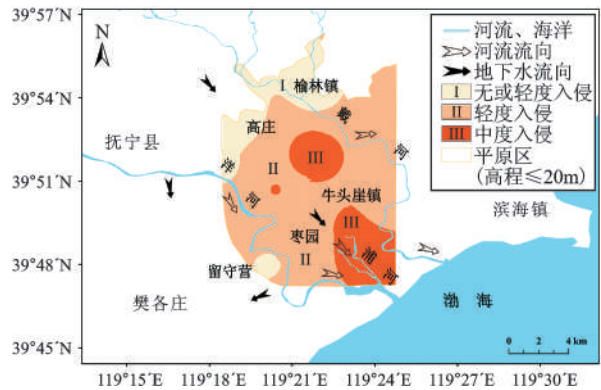 39°57′N
39°54′N
39°51′N
39°48′N
39°45′N
119°15′E
119°18′E
119°21′E
119°24′E
119°27′E
119°30′E
N
I 榆林镇
高庄
戴
河
抚宁县
III
II
洋
河
牛头崖镇
III
枣园
II
浦
河
留守营
樊各庄
滨海镇
渤 海
0 2 4 km
河流、海洋
河流流向
地下水流向
I 无或轻度入侵
II 轻度入侵
III 中度入侵
平原区
(高程≤20m)